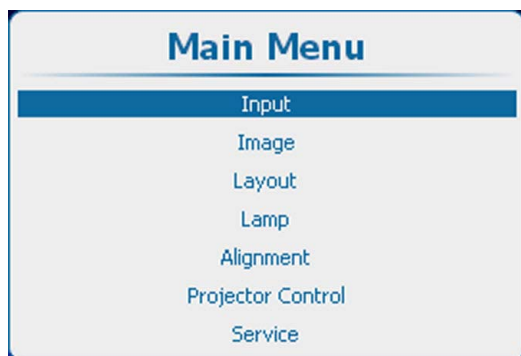 Main Menu
Input
Image
Layout
Lamp
Alignment
Projector Control
Service